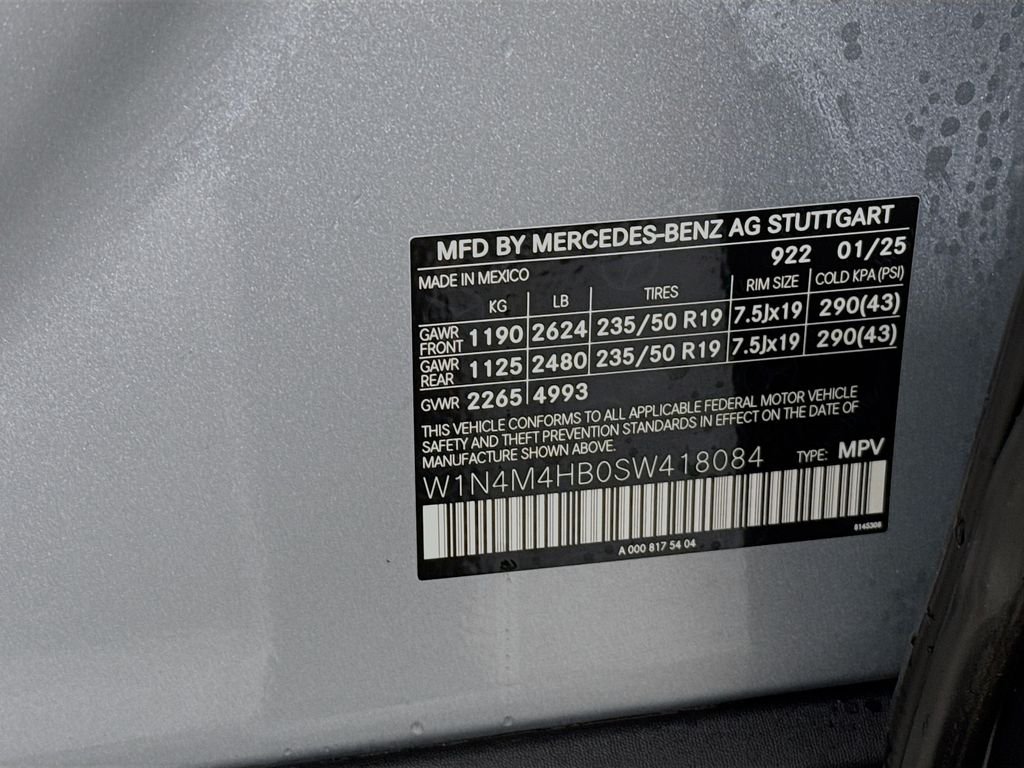 MFD BY MERCEDES-BENZ AG STUTTGART
922 01/25
MADE IN MEXICO
KG LB TIRES RIM SIZE COLD KPA (PSI)
GAWR FRONT 1190 2624 235/50 R19 7.5Jx19 290(43)
GAWR REAR 1125 2480 235/50 R19 7.5Jx19 290(43)
GVWR 2265 4993
THIS VEHICLE CONFORMS TO ALL APPLICABLE FEDERAL MOTOR VEHICLE
SAFETY AND THEFT PREVENTION STANDARDS IN EFFECT ON THE DATE OF
MANUFACTURE SHOWN ABOVE.
W1N4M4HB0SW418084 TYPE: MPV
8145308
A 000 817 54 04